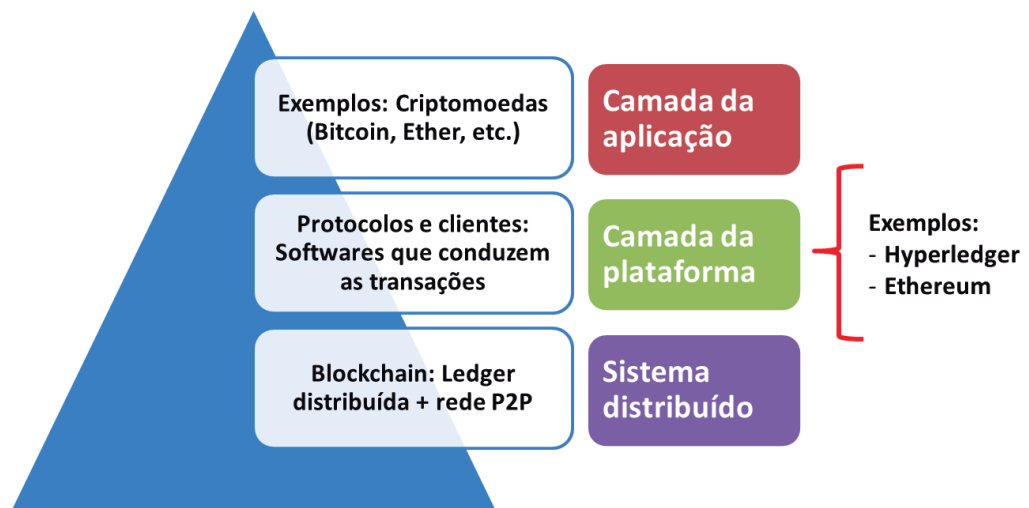 Exemplos: Criptomoedas
(Bitcoin, Ether, etc.)
Camada da
aplicação
Protocolos e clientes:
Softwares que conduzem
as transações
Camada da
plataforma
Exemplos:
- Hyperledger
- Ethereum
Blockchain: Ledger
distribuída + rede P2P
Sistema
distribuído